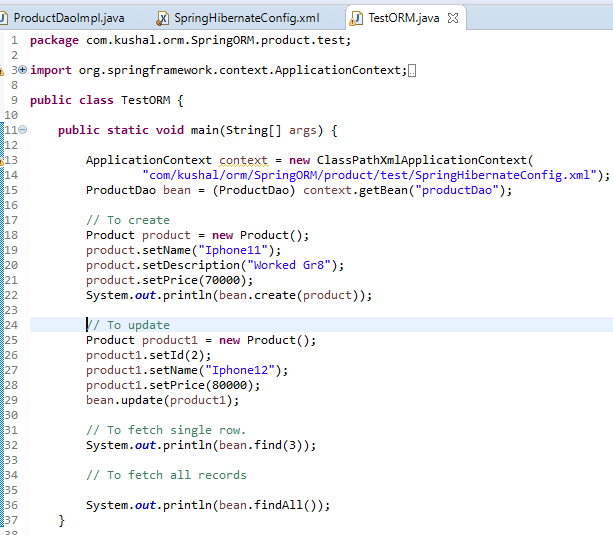 ProductDaoImpl.java SpringHibernateConfig.xml TestORM.java
1 package com.kushal.orm.SpringORM.product.test;
2
3 import org.springframework.context.ApplicationContext;
8
9 public class TestORM {
10
11 public static void main(String[] args) {
12
13 ApplicationContext context = new ClassPathXmlApplicationContext(
14 "com/kushal/orm/SpringORM/product/test/SpringHibernateConfig.xml");
15 ProductDao bean = (ProductDao) context.getBean("productDao");
16
17 // To create
18 Product product = new Product();
19 product.setName("Iphone11");
20 product.setDescription("Worked Gr8");
21 product.setPrice(70000);
22 System.out.println(bean.create(product));
23
24 // To update
25 Product product1 = new Product();
26 product1.setId(2);
27 product1.setName("Iphone12");
28 product1.setPrice(80000);
29 bean.update(product1);
30
31 // To fetch single row.
32 System.out.println(bean.find(3));
33
34 // To fetch all records
35
36 System.out.println(bean.findAll());
37 }
38